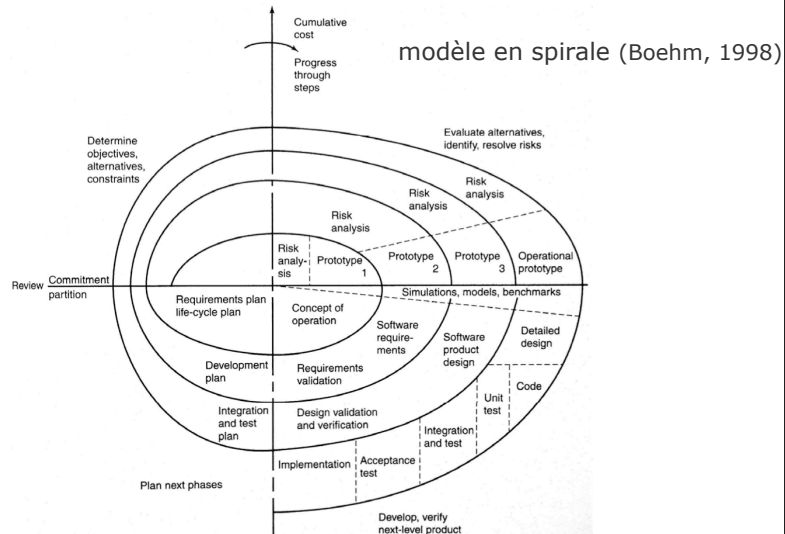 Cumulative
cost
modèle en spirale (Boehm, 1998)
Progress
through
steps
Determine
objectives,
alternatives,
constraints
Evaluate alternatives,
identify, resolve risks
Risk
analysis
Risk
analysis
Risk
analysis
Risk
analy-
sis
Prototype
1
Prototype
2
Prototype
3
Operational
prototype
Review
Commitment
partition
Simulations, models, benchmarks
Requirements plan
life-cycle plan
Concept of
operation
Software
require-
ments
Software
product
design
Detailed
design
Development
plan
Requirements
validation
Code
Unit
test
Integration
and test
plan
Design validation
and verification
Integration
and test
Implementation
Acceptance
test
Plan next phases
Develop, verify
next-level product